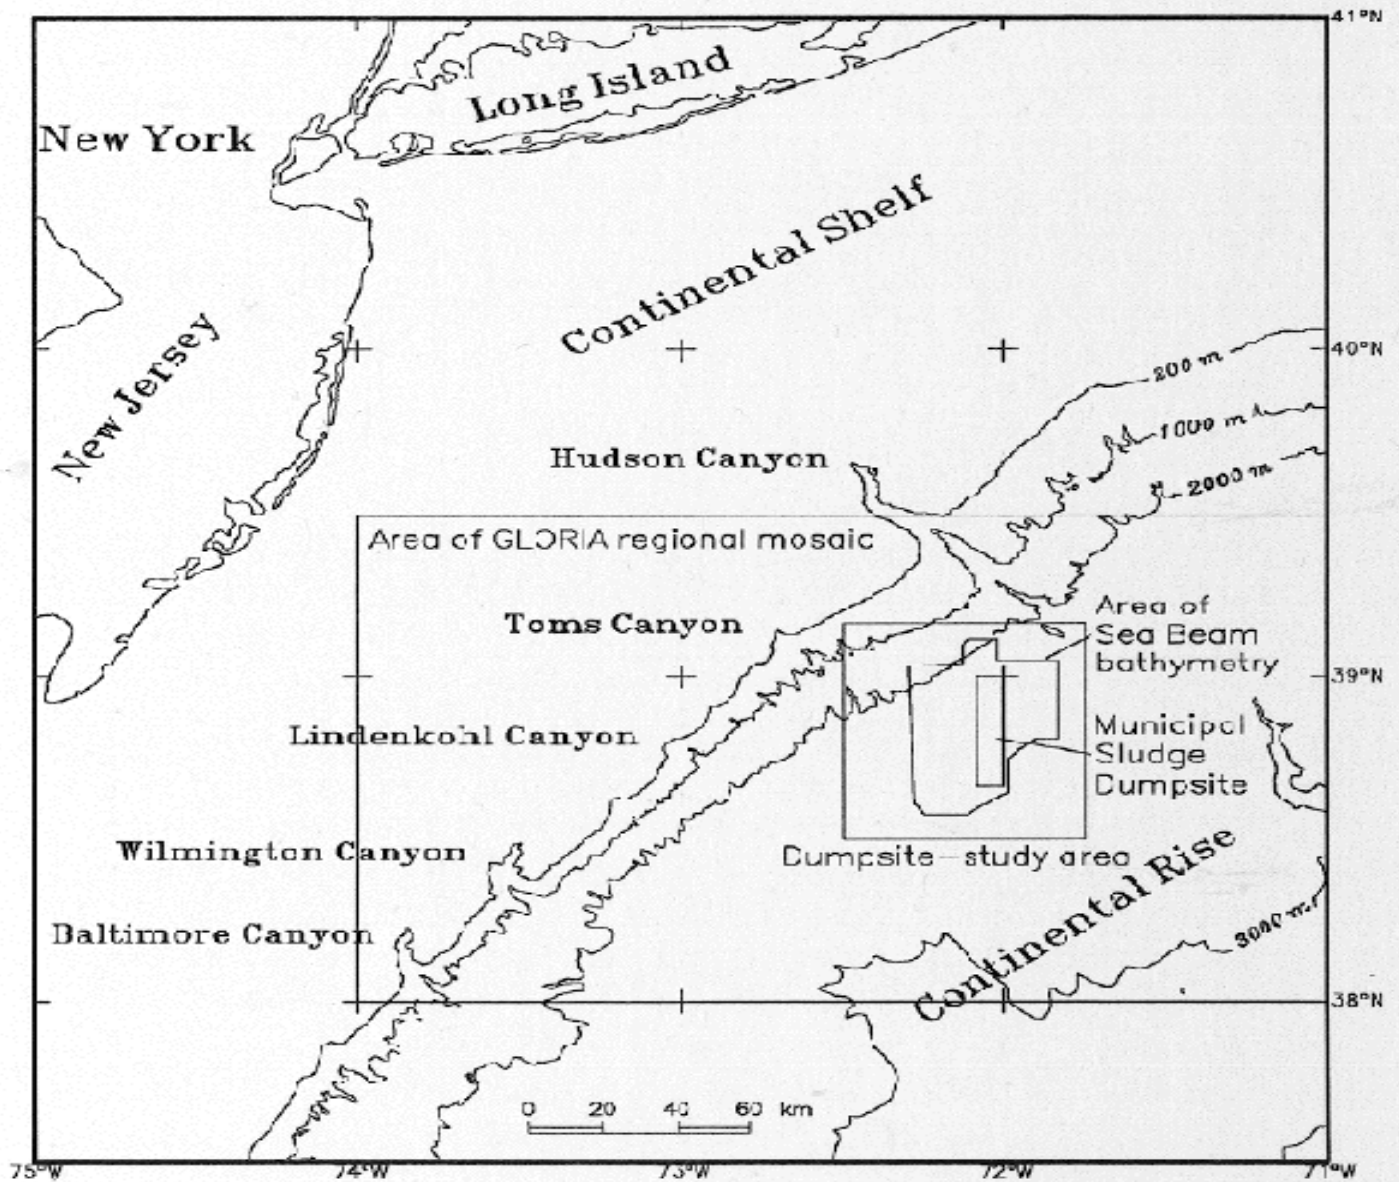 41°N
Long Island
New York
Continental Shelf
New Jersey
40°N
200 m
1000 m
Hudson Canyon
2000 m
Area of GLORIA regional mosaic
Toms Canyon
Area of
Sea Beam
bathymetry
39°N
Lindenkohl Canyon
Municipal
Sludge
Dumpsite
Wilmington Canyon
Dumpsite-study area
Continental Rise
Baltimore Canyon
3000 m
38°N
0 20 40 60 km
75°W 74°W 73°W 72°W 71°W